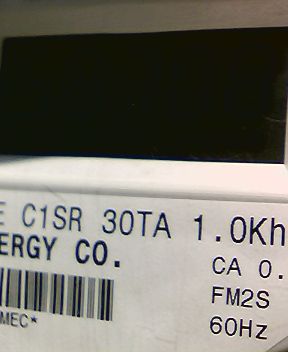 E C1SR 30TA 1.0Kh
ERGY CO.
CA 0.
FM2S
MEC*
60Hz